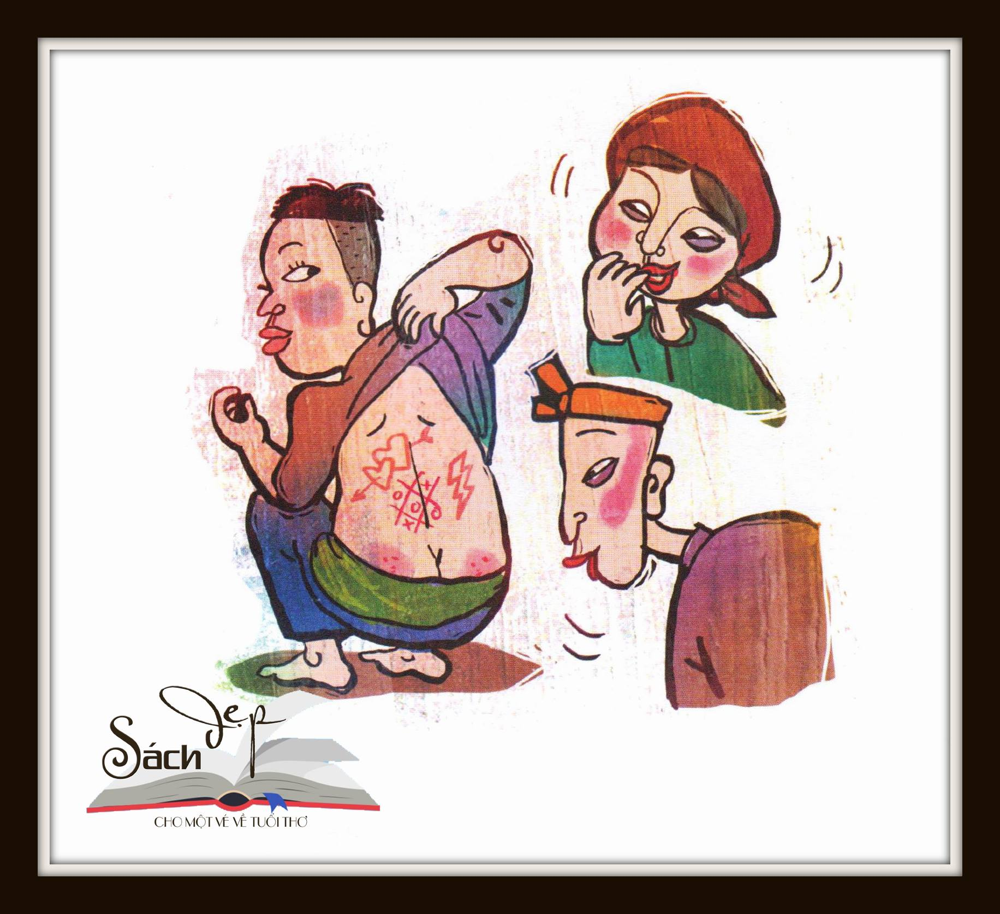 Sách Đẹp
CHO MỘT VÉ VỀ TUỔI THƠ